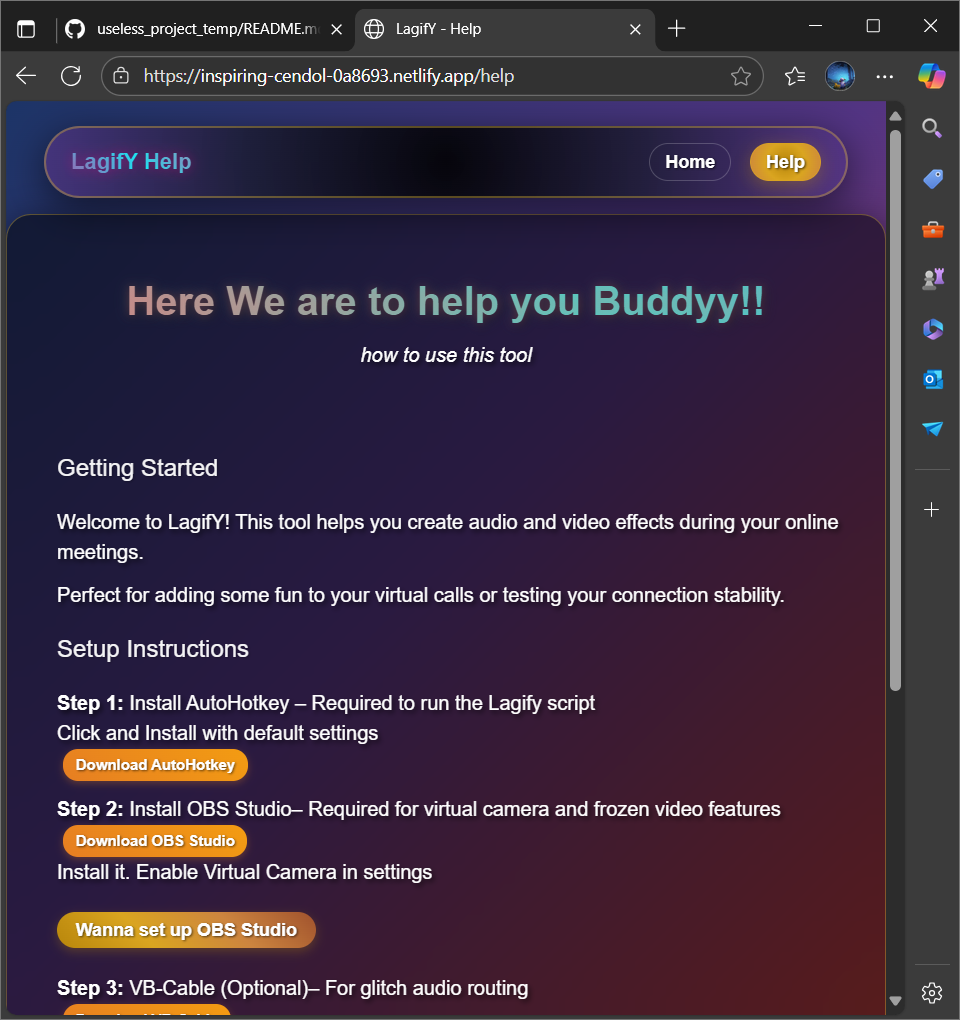 useless_project_temp/README.m
LagifY - Help
https://inspiring-cendol-0a8693.netlify.app/help
LagifY Help
Home
Help
Here We are to help you Buddyy!!
how to use this tool
Getting Started
Welcome to LagifY! This tool helps you create audio and video effects during your online
meetings.
Perfect for adding some fun to your virtual calls or testing your connection stability.
Setup Instructions
Step 1: Install AutoHotkey – Required to run the Lagify script
Click and Install with default settings
Download AutoHotkey
Step 2: Install OBS Studio– Required for virtual camera and frozen video features
Download OBS Studio
Install it. Enable Virtual Camera in settings
Wanna set up OBS Studio
Step 3: VB-Cable (Optional)– For glitch audio routing